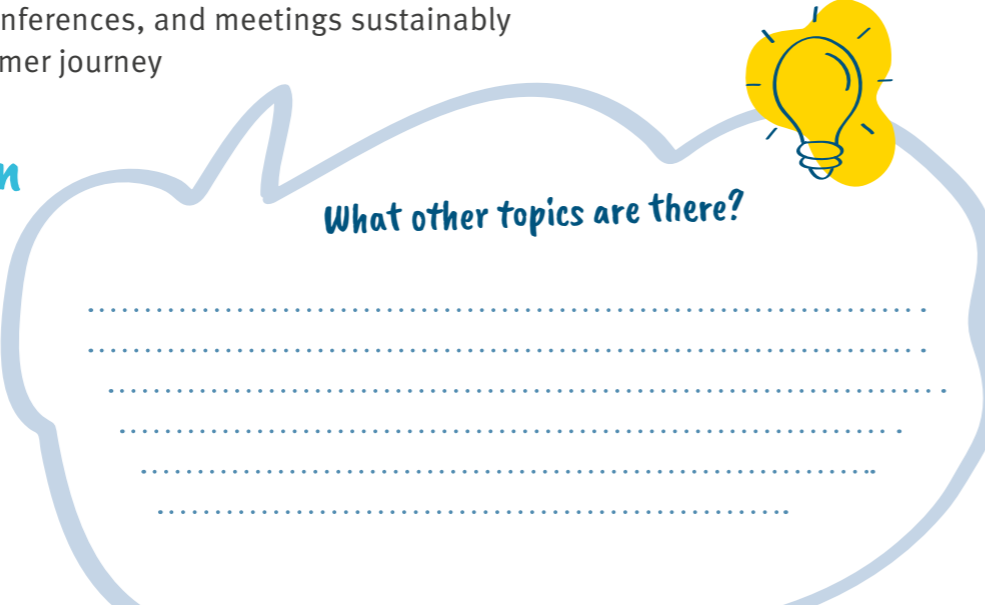 nferences, and meetings sustainably
mer journey
n
What other topics are there?